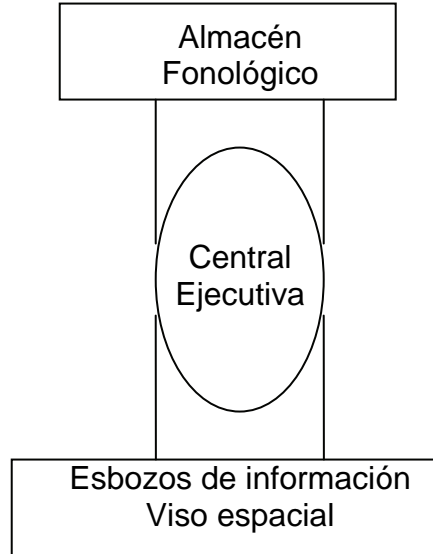 Almacén
Fonológico
Central
Ejecutiva
Esbozos de información
Viso espacial